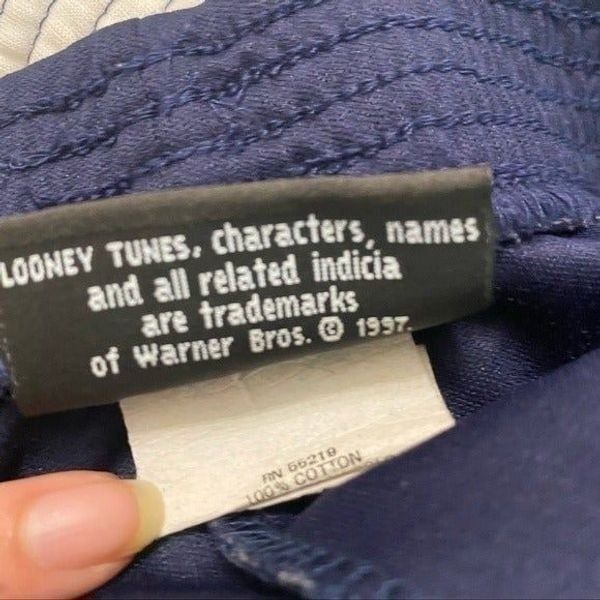 LOONEY TUNES, characters, names
and all related indicia
are trademarks
of Warner Bros. © 1997.
RN 66219
100% COTTON